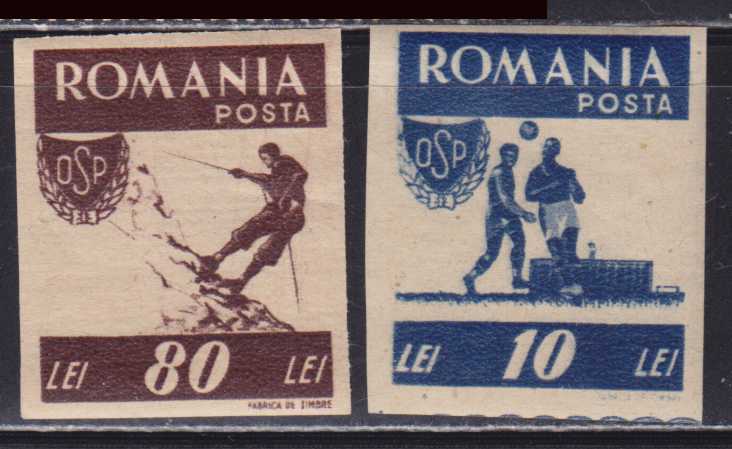 ROMANIA
POSTA
OSP
LEI 80 LEI
FABRICA DE TIMBRE
ROMANIA
POSTA
OSP
LEI 10 LEI